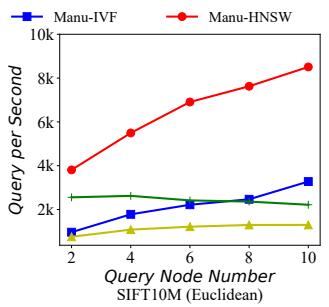 Manu-IVF Manu-HNSW
10k
8k
6k
4k
2k
Query per Second
2 4 6 8 10
Query Node Number
SIFT10M (Euclidean)